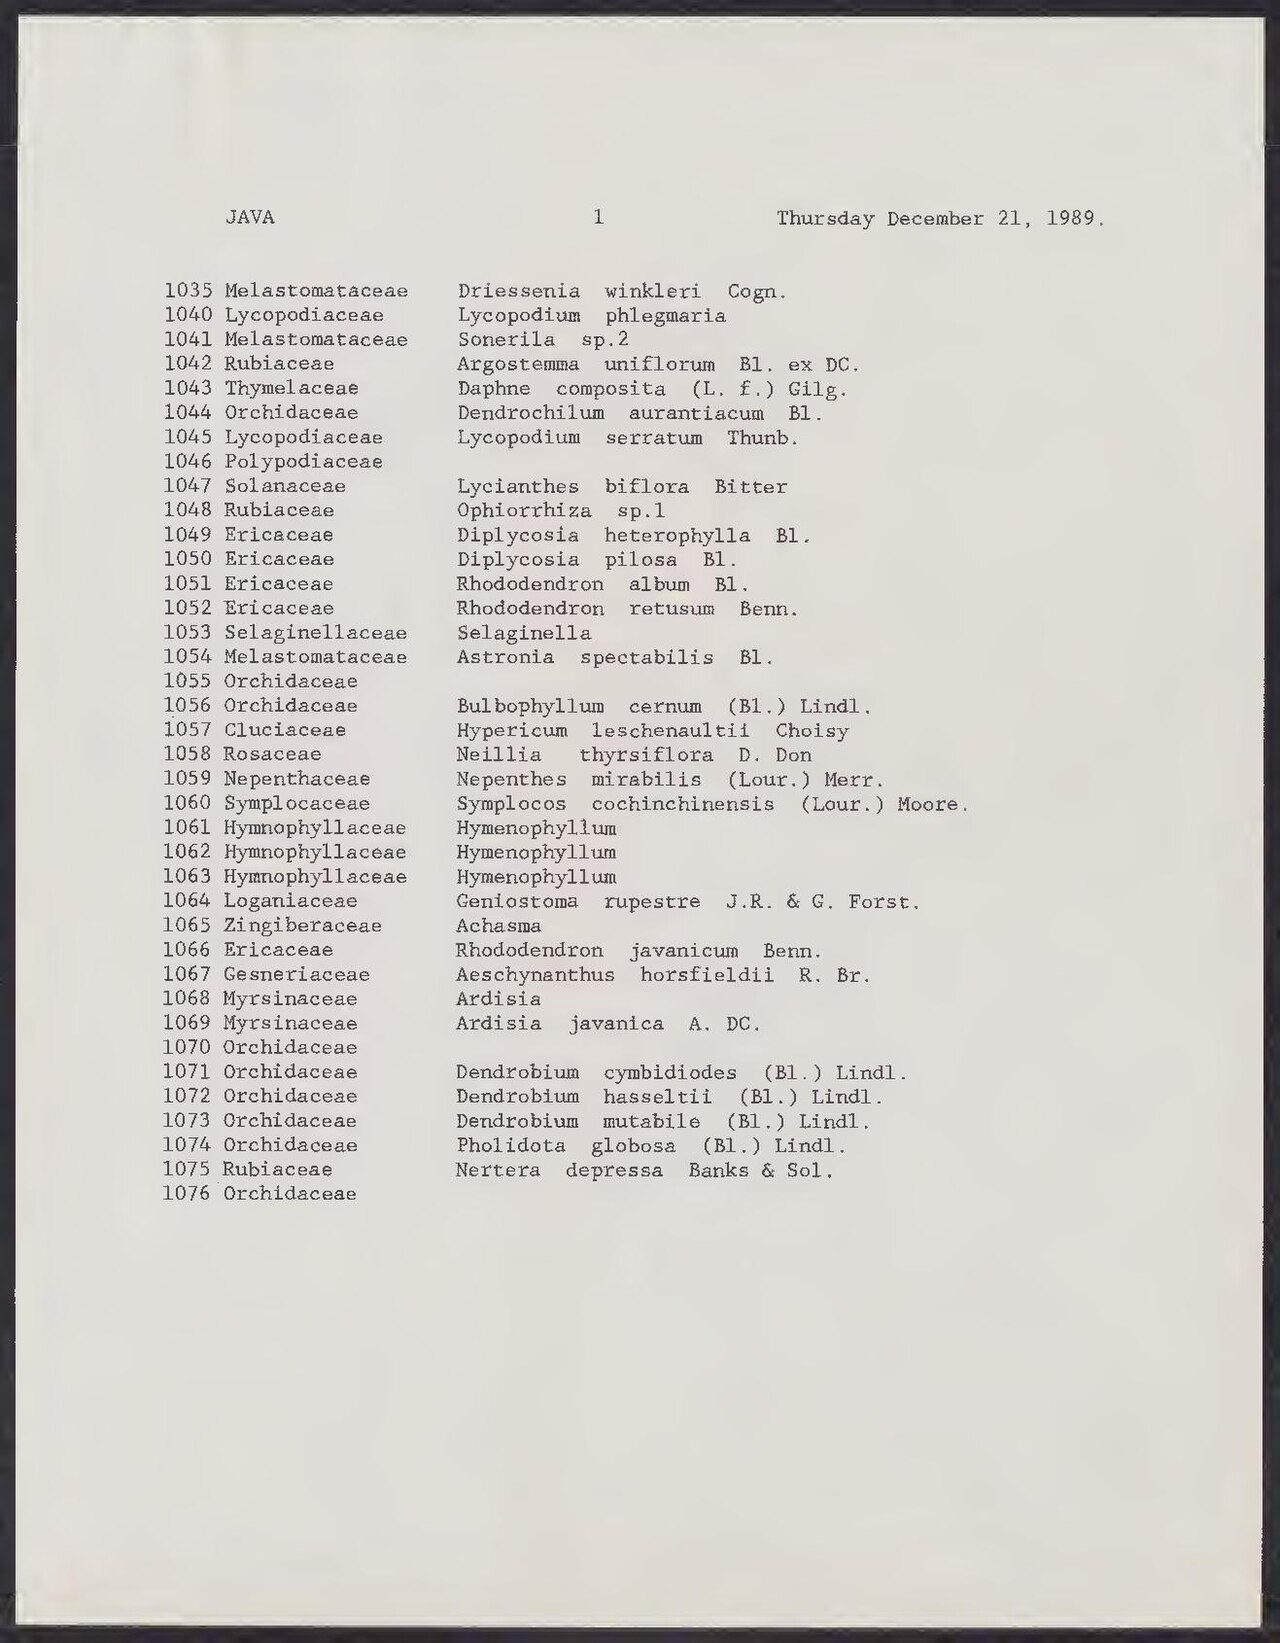 JAVA 1 Thursday December 21, 1989.
1035 Melastomataceae Driessenia winkleri Cogn.
1040 Lycopodiaceae Lycopodium phlegmaria
1041 Melastomataceae Sonerila sp.2
1042 Rubiaceae Argostemma uniflorum Bl. ex DC.
1043 Thymelaceae Daphne composita (L. f.) Gilg.
1044 Orchidaceae Dendrochilum aurantiacum Bl.
1045 Lycopodiaceae Lycopodium serratum Thunb.
1046 Polypodiaceae
1047 Solanaceae Lycianthes biflora Bitter
1048 Rubiaceae Ophiorrhiza sp.1
1049 Ericaceae Diplycosia heterophylla Bl.
1050 Ericaceae Diplycosia pilosa Bl.
1051 Ericaceae Rhododendron album Bl.
1052 Ericaceae Rhododendron retusum Benn.
1053 Selaginellaceae Selaginella
1054 Melastomataceae Astronia spectabilis Bl.
1055 Orchidaceae
1056 Orchidaceae Bulbophyllum cernum (Bl.) Lindl.
1057 Cluciaceae Hypericum leschenaultii Choisy
1058 Rosaceae Neillia thyrsiflora D. Don
1059 Nepenthaceae Nepenthes mirabilis (Lour.) Merr.
1060 Symplocaceae Symplocos cochinchinensis (Lour.) Moore.
1061 Hymnophyllaceae Hymenophyllum
1062 Hymnophyllaceae Hymenophyllum
1063 Hymnophyllaceae Hymenophyllum
1064 Loganiaceae Geniostoma rupestre J.R. & G. Forst.
1065 Zingiberaceae Achasma
1066 Ericaceae Rhododendron javanicum Benn.
1067 Gesneriaceae Aeschynanthus horsfieldii R. Br.
1068 Myrsinaceae Ardisia
1069 Myrsinaceae Ardisia javanica A. DC.
1070 Orchidaceae
1071 Orchidaceae Dendrobium cymbidiodes (Bl.) Lindl.
1072 Orchidaceae Dendrobium hasseltii (Bl.) Lindl.
1073 Orchidaceae Dendrobium mutabile (Bl.) Lindl.
1074 Orchidaceae Pholidota globosa (Bl.) Lindl.
1075 Rubiaceae Nertera depressa Banks & Sol.
1076 Orchidaceae